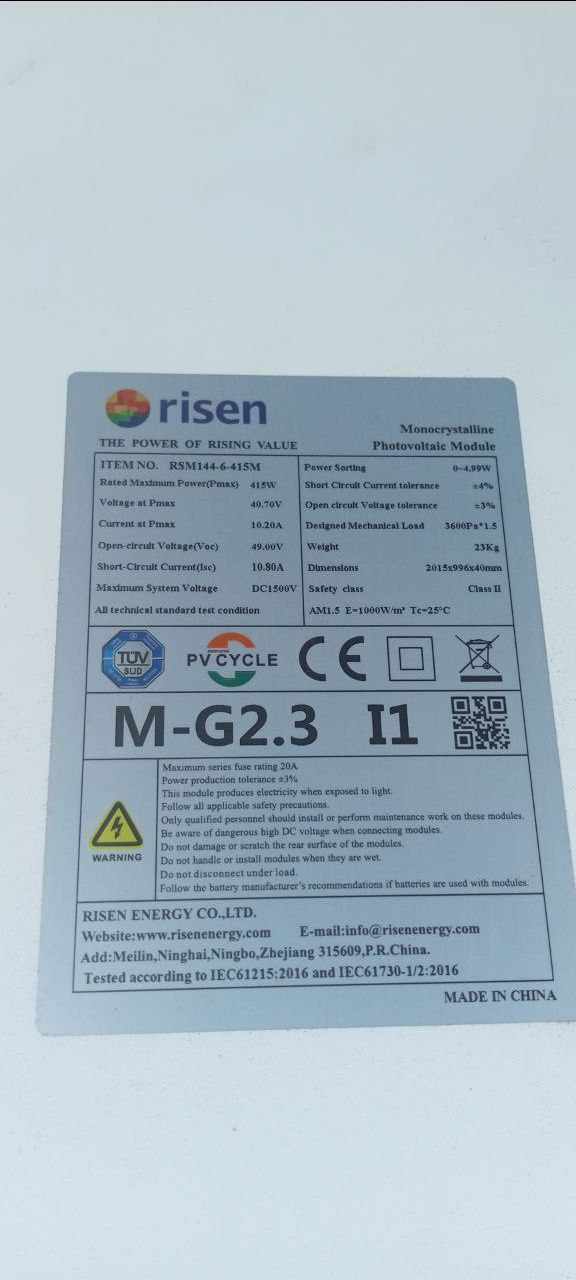 risen
THE POWER OF RISING VALUE
Monocrystalline
Photovoltaic Module
ITEM NO. RSM144-6-415M
Rated Maximum Power(Pmax) 415W
Voltage at Pmax 40.70V
Current at Pmax 10.20A
Open-circuit Voltage(Voc) 49.00V
Short-Circuit Current(Isc) 10.80A
Maximum System Voltage DC1500V
All technical standard test condition
Power Sorting 0~4.99W
Short Circuit Current tolerance ±4%
Open circuit Voltage tolerance ±3%
Designed Mechanical Load 3600Pa*1.5
Weight 23Kg
Dimensions 2015x996x40mm
Safety class Class II
AM1.5 E=1000W/m² Tc=25°C
TÜV
SUD
PV CYCLE
CE
M-G2.3 I1
WARNING
Maximum series fuse rating 20A
Power production tolerance ±3%
This module produces electricity when exposed to light.
Follow all applicable safety precautions.
Only qualified personnel should install or perform maintenance work on these modules.
Be aware of dangerous high DC voltage when connecting modules.
Do not damage or scratch the rear surface of the modules.
Do not handle or install modules when they are wet.
Do not disconnect under load.
Follow the battery manufacturer's recommendations if batteries are used with modules.
RISEN ENERGY CO.,LTD.
Website:www.risenenergy.com E-mail:info@risenenergy.com
Add:Meilin,Ninghai,Ningbo,Zhejiang 315609,P.R.China.
Tested according to IEC61215:2016 and IEC61730-1/2:2016
MADE IN CHINA